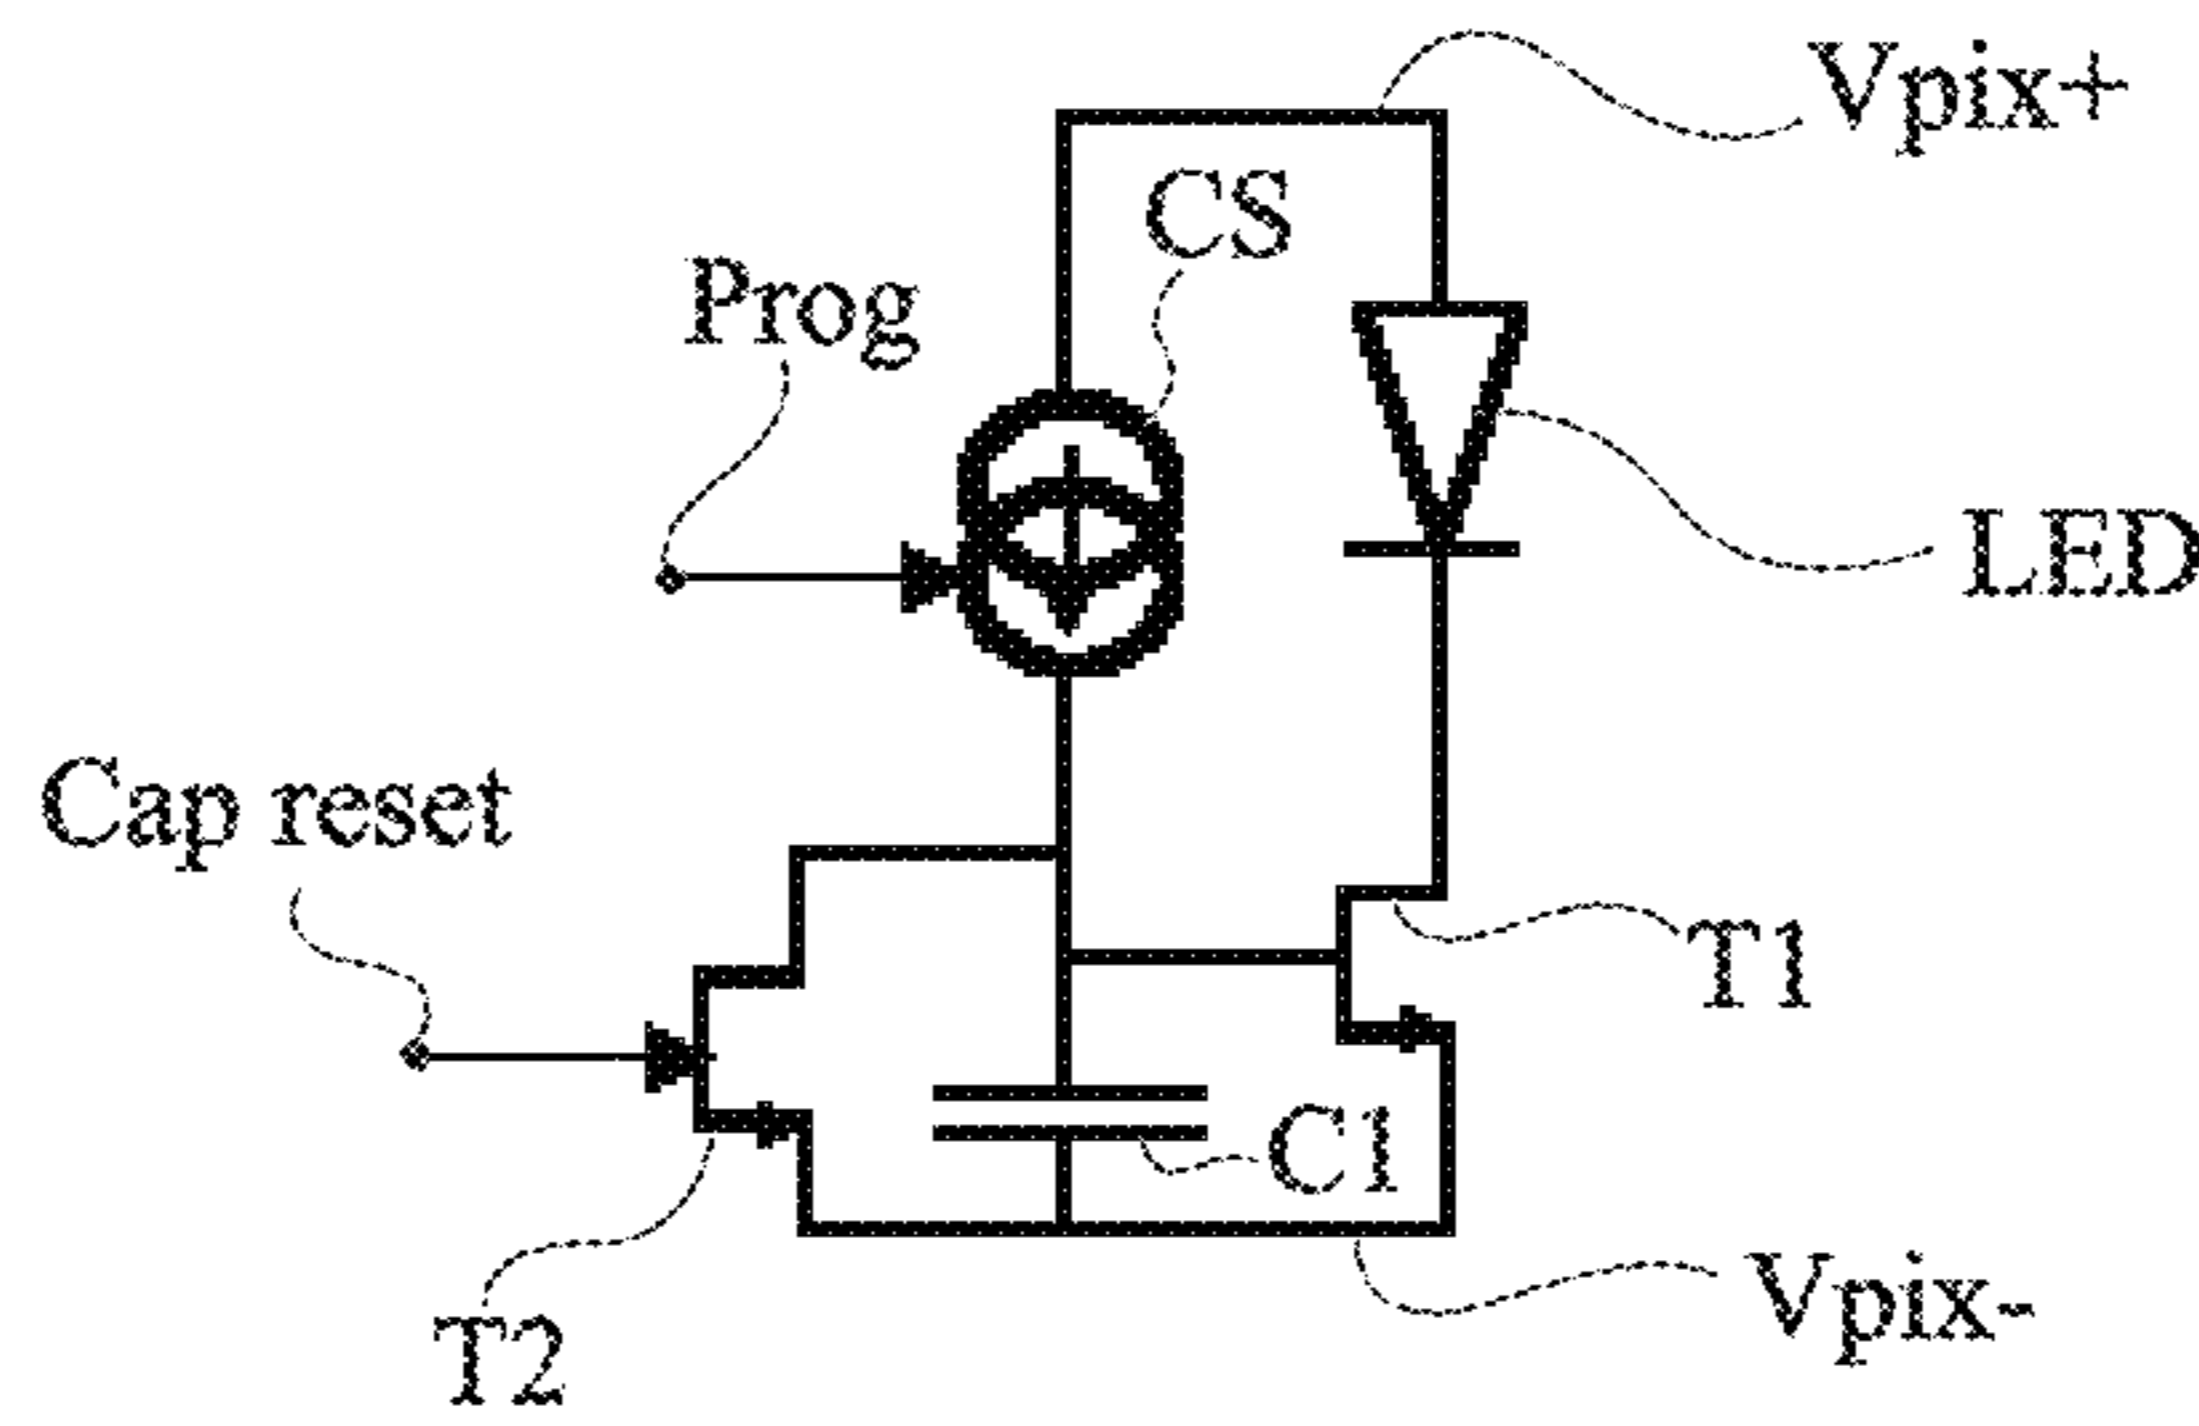 Vpix+
CS
Prog
LED
Cap reset
T1
C1
Vpix-
T2